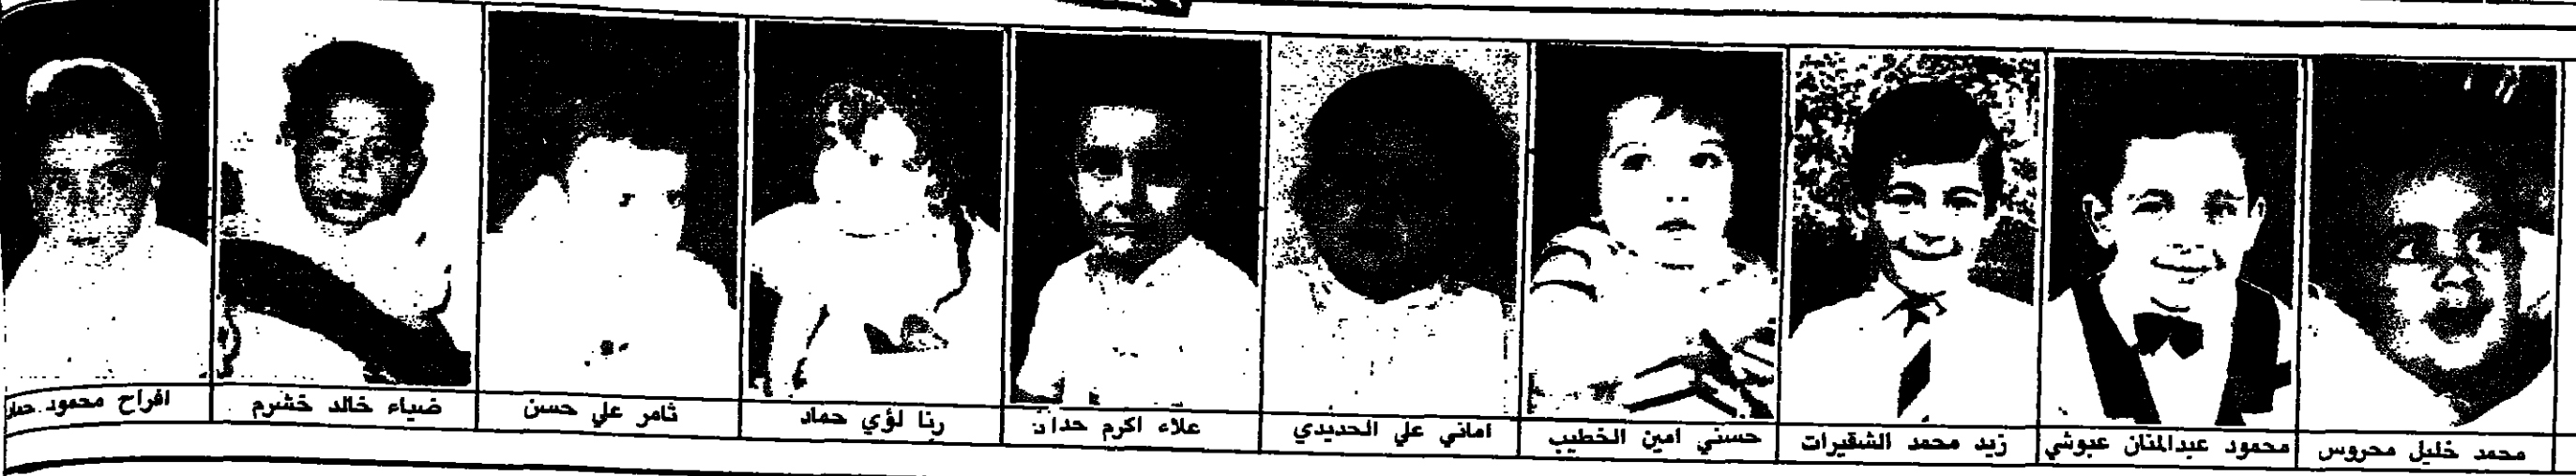 محمد خليل محروس
محمود عبدالمنان عبوشي
زيد محمد الشقيرات
حسني امين الخطيب
اماني علي الحديدي
علاء اكرم
رنا لؤي حماد
ثامر علي حسن
ضياء خالد خشرم
افراح محمود